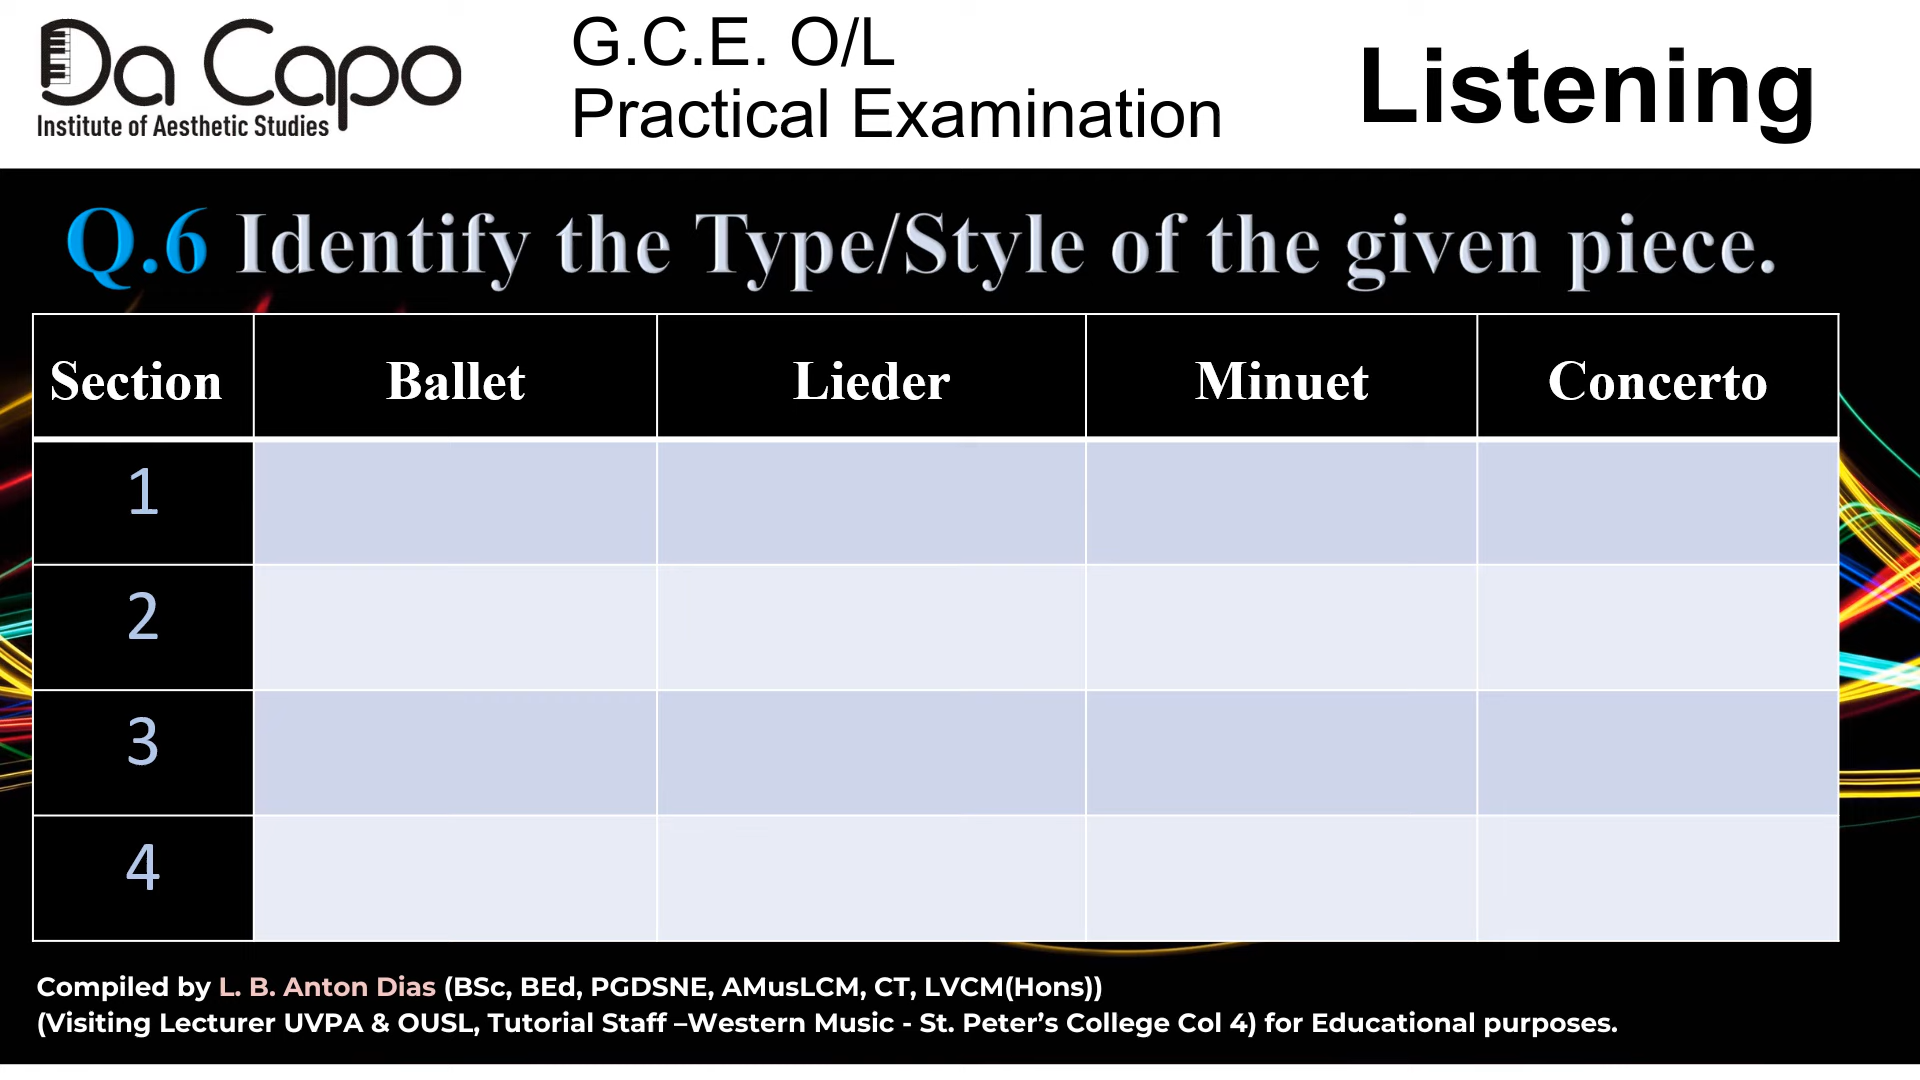 Da Capo
Institute of Aesthetic Studies
G.C.E. O/L
Practical Examination
Listening
Q.6 Identify the Type/Style of the given piece.
Section Ballet Lieder Minuet Concerto
1
2
3
4
Compiled by L. B. Anton Dias (BSc, BEd, PGDSNE, AMusLCM, CT, LVCM(Hons))
(Visiting Lecturer UVPA & OUSL, Tutorial Staff –Western Music - St. Peter’s College Col 4) for Educational purposes.